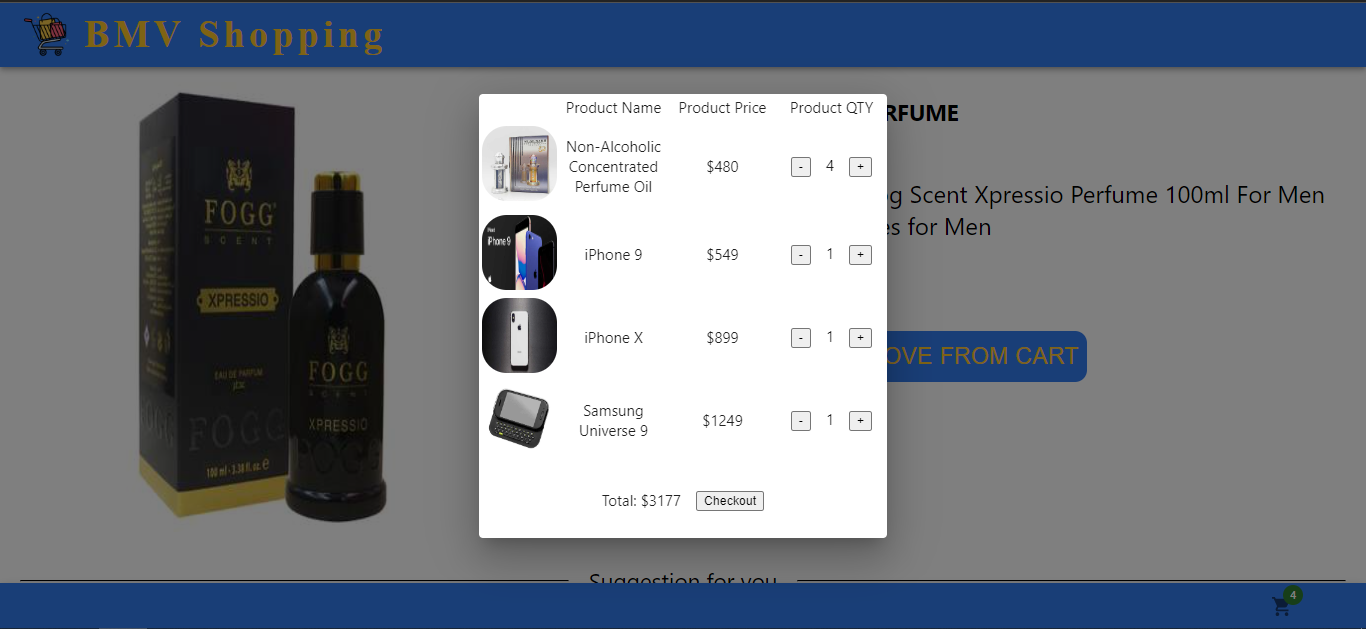 BMV Shopping
Product Name Product Price Product QTY
Non-Alcoholic
Concentrated
Perfume Oil
$480
- 4 +
iPhone 9
iPhone 9 $549 - 1 +
iPhone X $899 - 1 +
Samsung
Universe 9
$1249
- 1 +
Total: $3177 Checkout
RFUME
g Scent Xpressio Perfume 100ml For Men
s for Men
OVE FROM CART
FOGG
SCENT
XPRESSIO
EAU DE PARFUM
100 ml - 3.38 fl. oz. e
FOGG
SCENT
XPRESSIO
FOGG
Suggestion for you
4